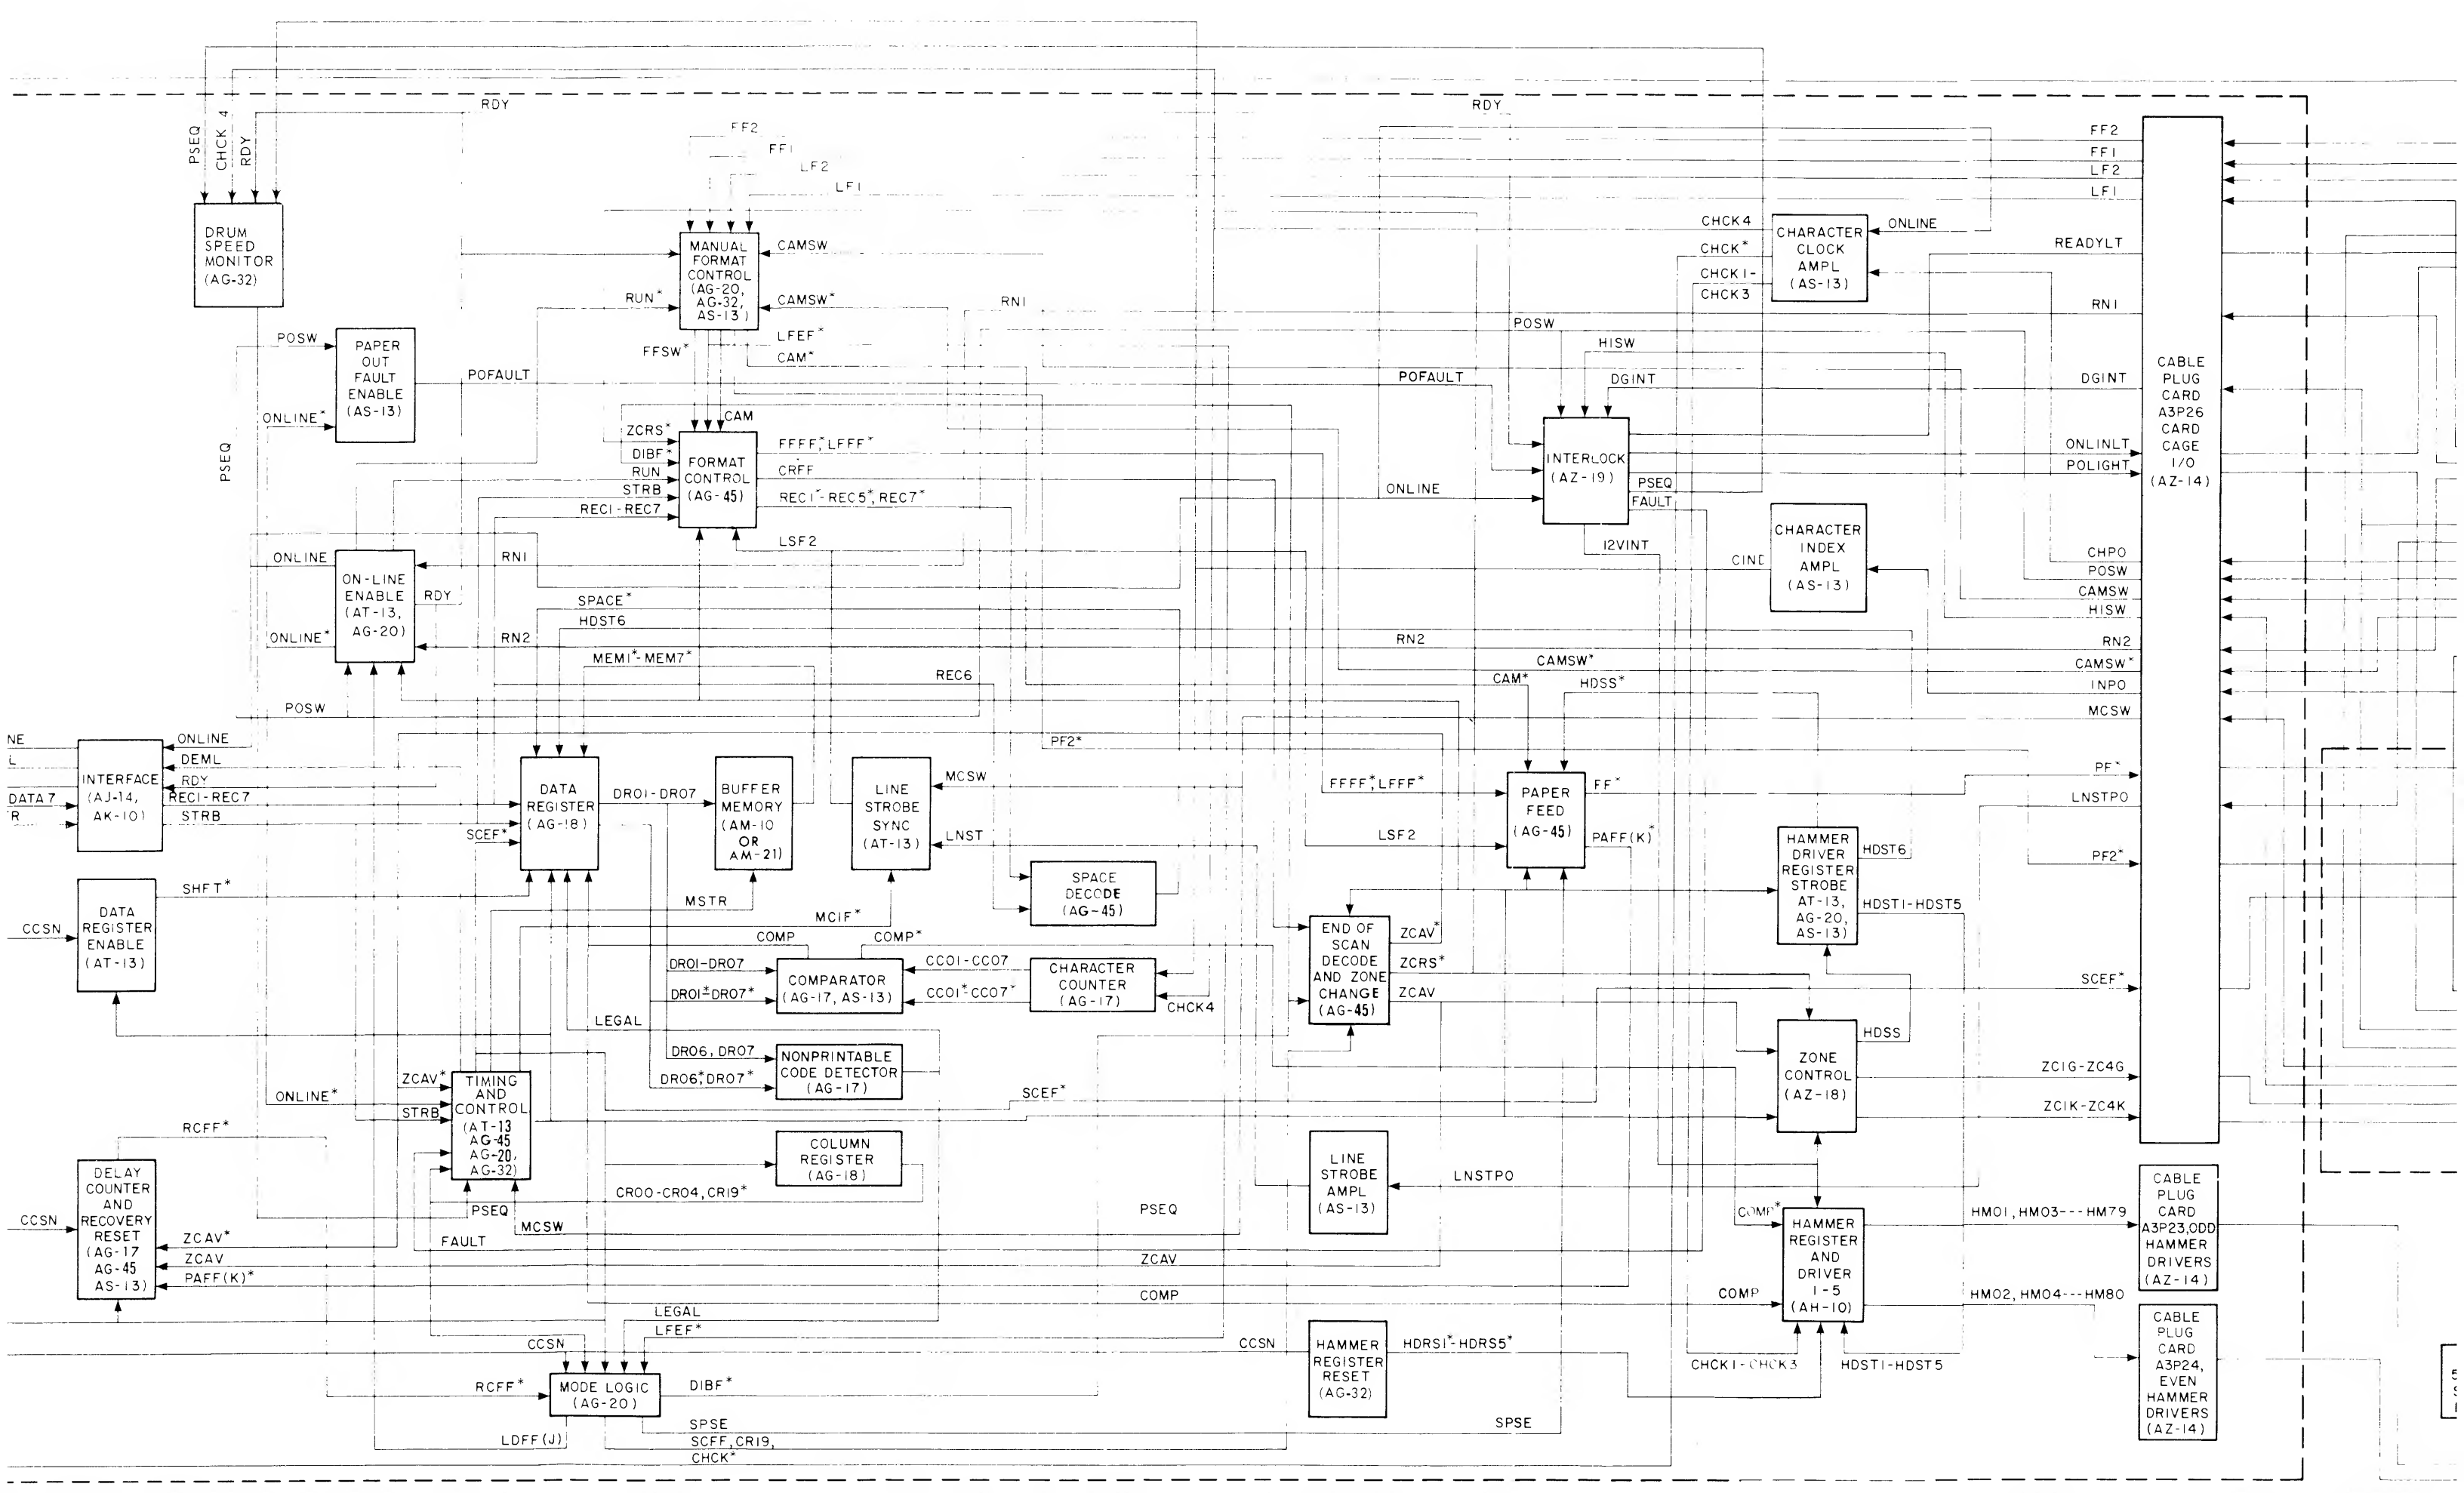 RDY
RDY
PSEQ
CHCK 4
RDY
FF2
FF1
LF2
LF1
FF2
FF1
LF2
LF1
DRUM
SPEED
MONITOR
(AG-32)
MANUAL
FORMAT
CONTROL
(AG-20,
AG-32,
AS-13)
CAMSW
CAMSW*
RUN*
RN1
CHCK4
CHCK*
CHCK1-
CHCK3
CHARACTER
CLOCK
AMPL
(AS-13)
ONLINE
READYLT
RN1
POSW
PAPER
OUT
FAULT
ENABLE
(AS-13)
ONLINE*
POFAULT
PSEQ
FFSW*
LFEF*
CAM*
CAM
POSW
HISW
POFAULT
DGINT
DGINT
CABLE
PLUG
CARD
A3P26
CARD
CAGE
I/O
(AZ-14)
ZCRS*
DIBF*
RUN
STRB
REC1-REC7
FORMAT
CONTROL
(AG-45)
FFFF*, LFFF*
CRFF
REC1*-REC5*, REC7*
LSF2
ONLINE
INTERLOCK
(AZ-19)
PSEQ
FAULT
12VINT
ONLINLT
POLIGHT
CHARACTER
INDEX
AMPL
(AS-13)
CIND
CHPO
POSW
CAMSW
HISW
RN2
CAMSW*
INPO
MCSW
ONLINE
ON-LINE
ENABLE
(AT-13,
AG-20)
RN1
RDY
ONLINE*
RN2
SPACE*
HDST6
MEM1*-MEM7*
REC6
POSW
RN2
CAMSW*
CAM*
HDSS*
PF2*
NE
L
DATA 7
R
INTERFACE
(AJ-14,
AK-10)
ONLINE
DEML
RDY
REC1-REC7
STRB
SCEF*
DATA
REGISTER
(AG-18)
DR01-DR07
BUFFER
MEMORY
(AM-10
OR
AM-21)
LINE
STROBE
SYNC
(AT-13)
MCSW
LNST
FFFF*, LFFF*
LSF2
PAPER
FEED
(AG-45)
FF*
PAFF(K)*
PF*
LNSTPO
PF2*
HAMMER
DRIVER
REGISTER
STROBE
AT-13,
AG-20,
AS-13)
HDST6
HDST1-HDST5
CCSN
DATA
REGISTER
ENABLE
(AT-13)
SHFT*
MSTR
MC1F*
SPACE
DECODE
(AG-45)
COMP
COMP*
DR01-DR07
DR01*-DR07*
COMPARATOR
(AG-17, AS-13)
CC01-CC07
CC01*-CC07*
CHARACTER
COUNTER
(AG-17)
CHCK4
END OF
SCAN
DECODE
AND ZONE
CHANGE
(AG-45)
ZCAV*
ZCRS*
ZCAV
SCEF*
LEGAL
DR06, DR07
DR06*, DR07*
NONPRINTABLE
CODE DETECTOR
(AG-17)
ZONE
CONTROL
(AZ-18)
HDSS
ZC1G-ZC4G
ZC1K-ZC4K
ZCAV*
ONLINE*
STRB
TIMING
AND
CONTROL
(AT-13
AG-45
AG-20,
AG-32)
SCEF*
RCFF*
COLUMN
REGISTER
(AG-18)
CR00-CR04, CR19*
LINE
STROBE
AMPL
(AS-13)
LNSTPO
CCSN
DELAY
COUNTER
AND
RECOVERY
RESET
(AG-17
AG-45
AS-13)
ZCAV*
ZCAV
PAFF(K)*
PSEQ
MCSW
FAULT
PSEQ
ZCAV
COMP
COMP*
COMP
HAMMER
REGISTER
AND
DRIVER
1-5
(AH-10)
HM01, HM03---HM79
HM02, HM04---HM80
CABLE
PLUG
CARD
A3P23, ODD
HAMMER
DRIVERS
(AZ-14)
LEGAL
LFEF*
CCSN
CCSN
HAMMER
REGISTER
RESET
(AG-32)
HDRS1*-HDRS5*
CHCK1-CHCK3
HDST1-HDST5
CABLE
PLUG
CARD
A3P24,
EVEN
HAMMER
DRIVERS
(AZ-14)
RCFF*
MODE LOGIC
(AG-20)
DIBF*
LDFF(J)
SPSE
SPSE
SCFF, CR19,
CHCK*
5